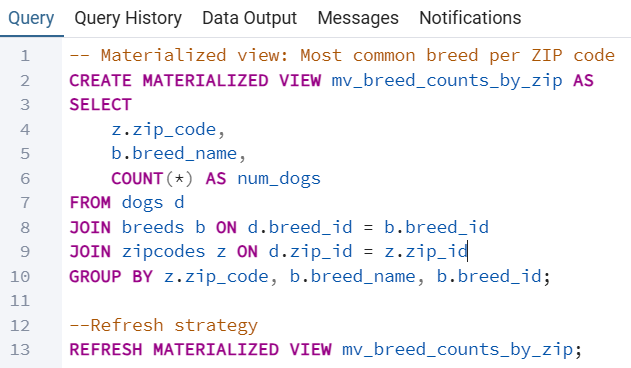 Query Query History Data Output Messages Notifications
1 -- Materialized view: Most common breed per ZIP code
2 CREATE MATERIALIZED VIEW mv_breed_counts_by_zip AS
3 SELECT
4 z.zip_code,
5 b.breed_name,
6 COUNT(*) AS num_dogs
7 FROM dogs d
8 JOIN breeds b ON d.breed_id = b.breed_id
9 JOIN zipcodes z ON d.zip_id = z.zip_id
10 GROUP BY z.zip_code, b.breed_name, b.breed_id;
11
12 --Refresh strategy
13 REFRESH MATERIALIZED VIEW mv_breed_counts_by_zip;